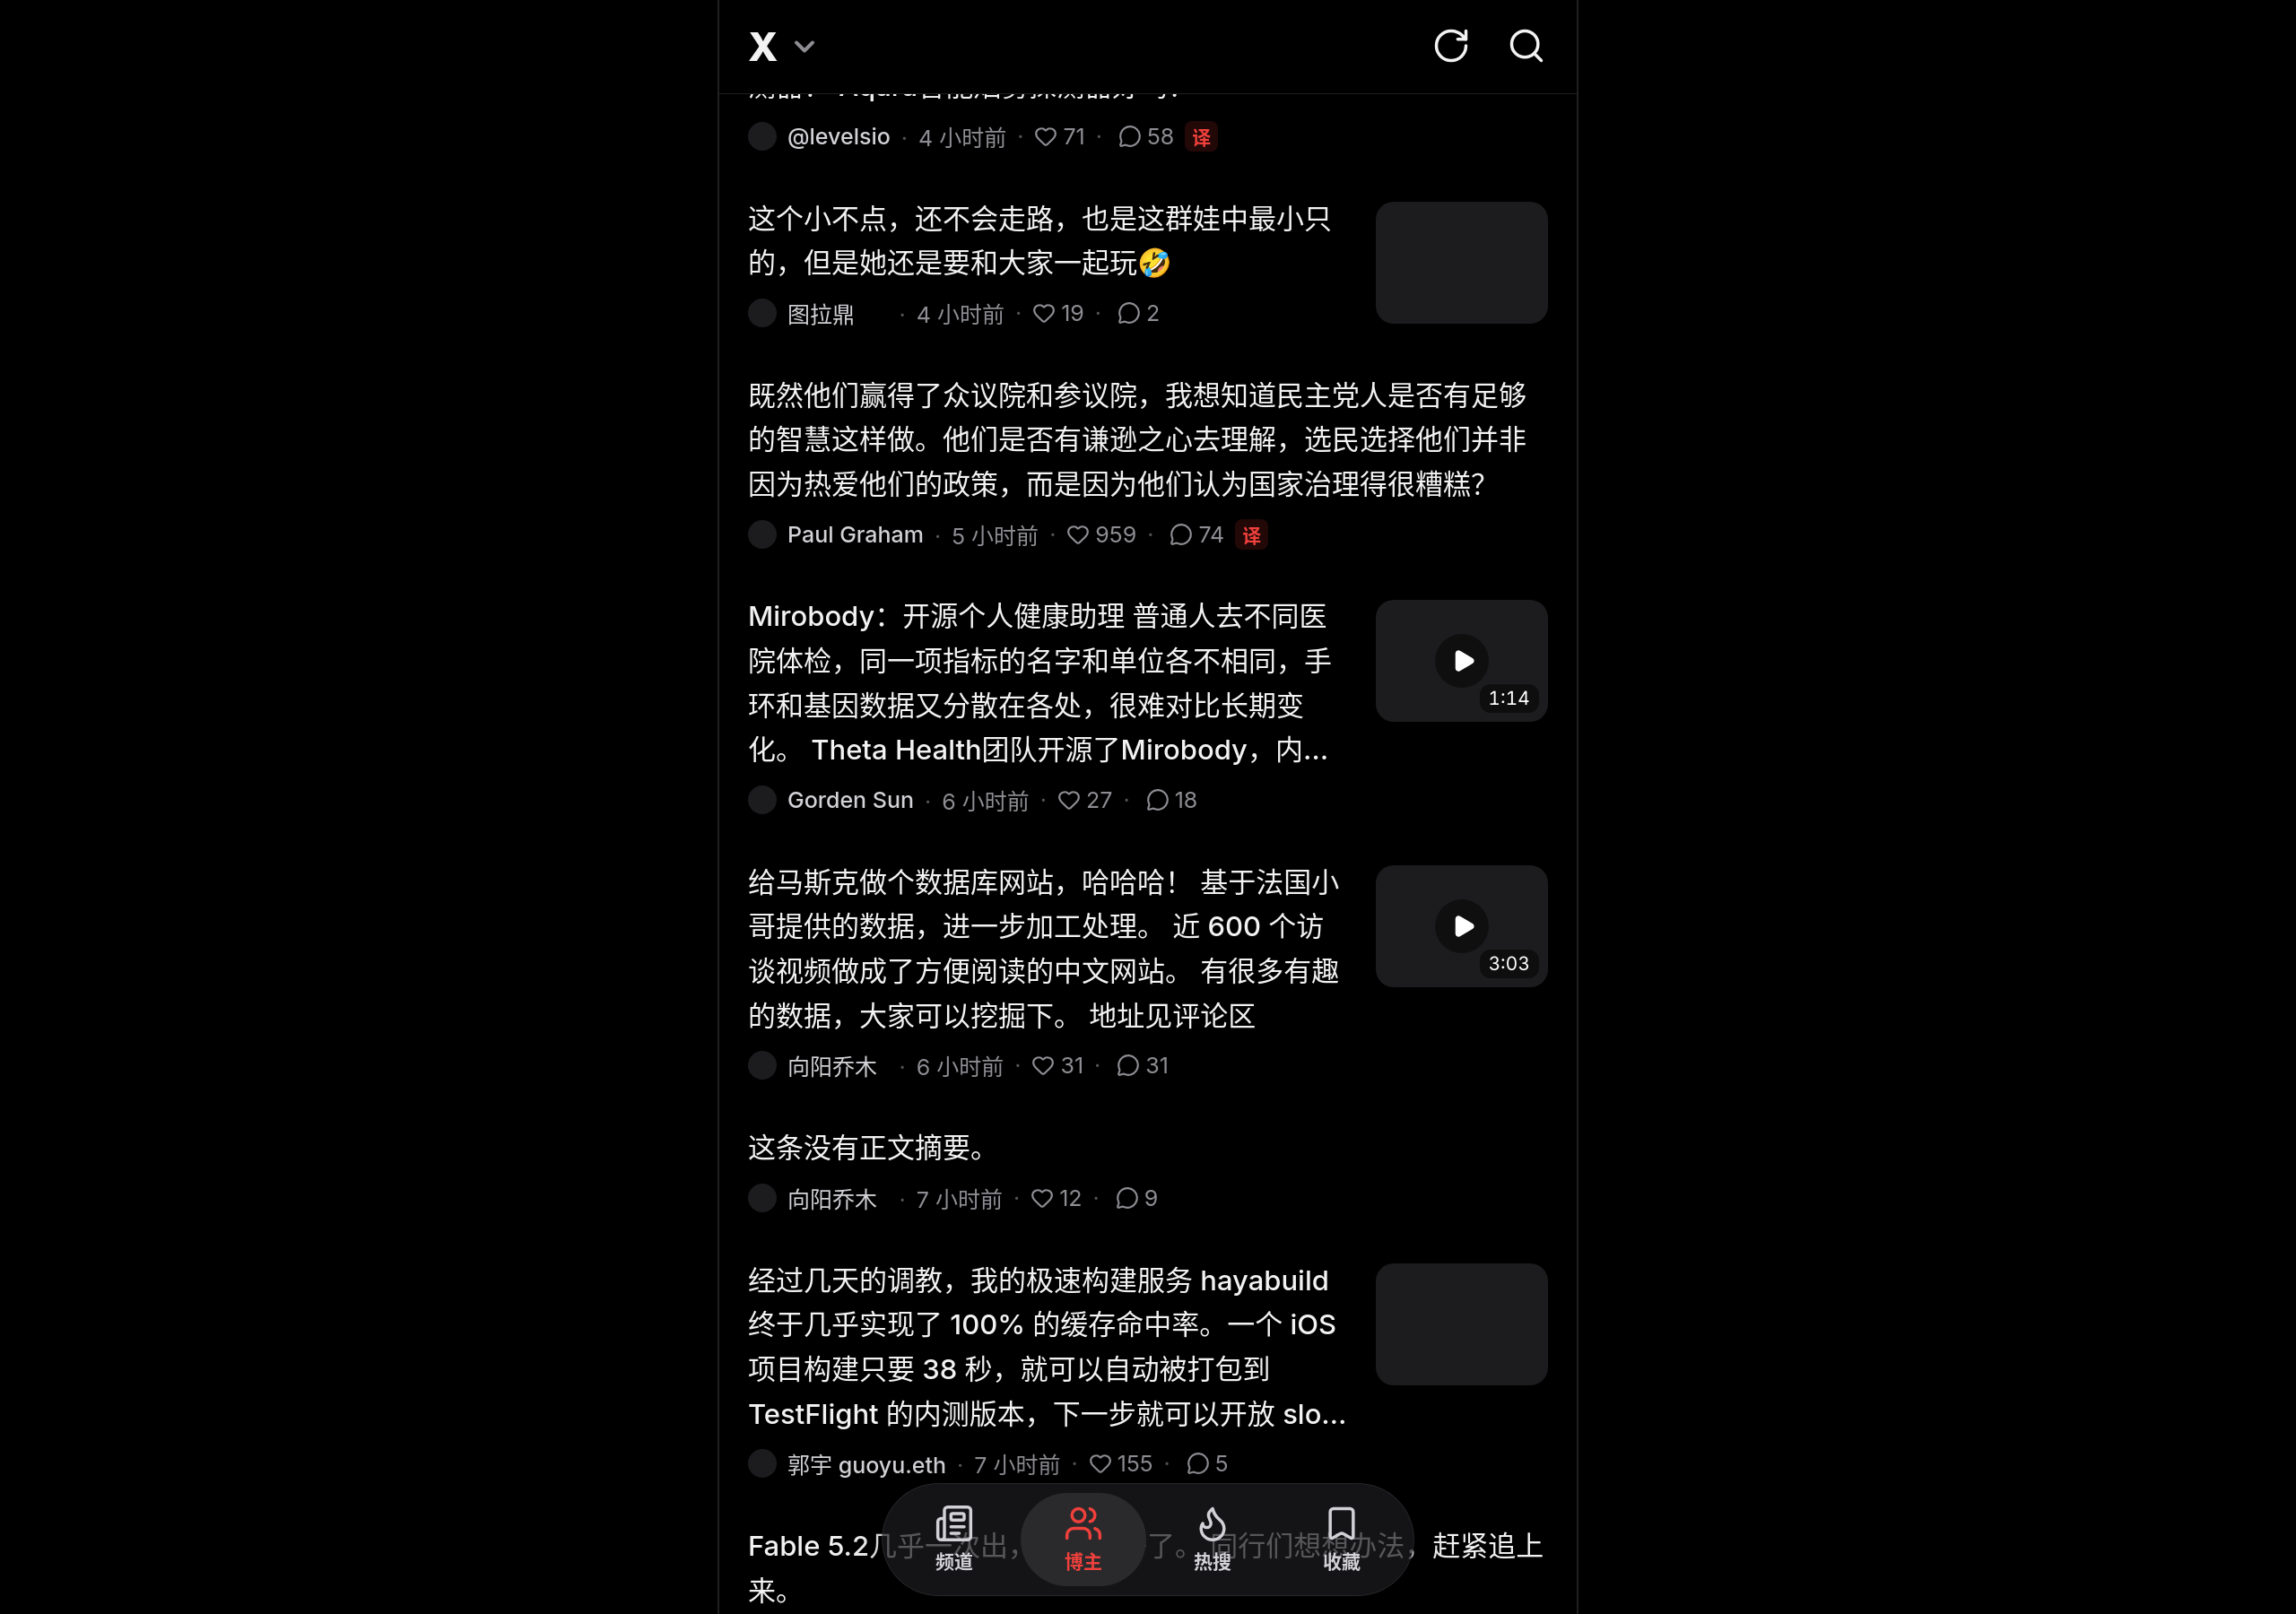 X
@levelsio · 4 小时前 · 71 · 58 译
这个小不点，还不会走路，也是这群娃中最小只
的，但是她还是要和大家一起玩🤣
图拉鼎 · 4 小时前 · 19 · 2
既然他们赢得了众议院和参议院，我想知道民主党人是否有足够
的智慧这样做。他们是否有谦逊之心去理解，选民选择他们并非
因为热爱他们的政策，而是因为他们认为国家治理得很糟糕？
Paul Graham · 5 小时前 · 959 · 74 译
Mirobody：开源个人健康助理 普通人去不同医
院体检，同一项指标的名字和单位各不相同，手
环和基因数据又分散在各处，很难对比长期变
化。 Theta Health团队开源了Mirobody，内...
1:14
Gorden Sun · 6 小时前 · 27 · 18
给马斯克做个数据库网站，哈哈哈！ 基于法国小
哥提供的数据，进一步加工处理。 近 600 个访
谈视频做成了方便阅读的中文网站。 有很多有趣
的数据，大家可以挖掘下。 地址见评论区
3:03
向阳乔木 · 6 小时前 · 31 · 31
这条没有正文摘要。
向阳乔木 · 7 小时前 · 12 · 9
经过几天的调教，我的极速构建服务 hayabuild
终于几乎实现了 100% 的缓存命中率。一个 iOS
项目构建只要 38 秒，就可以自动被打包到
TestFlight 的内测版本，下一步就可以开放 slo...
郭宇 guoyu.eth · 7 小时前 · 155 · 5
Fable 5.2几乎一次出，了。同行们想想办法，赶紧追上
来。
频道
博主
热搜
收藏